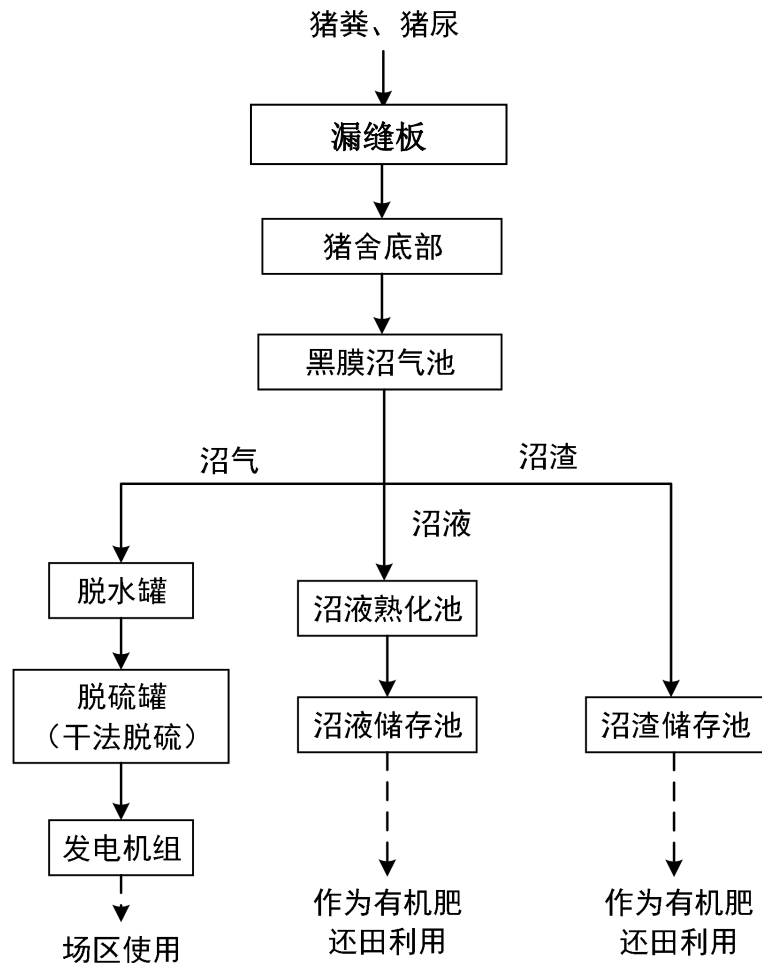 猪粪、猪尿
漏缝板
猪舍底部
黑膜沼气池
沼气
沼渣
沼液
脱水罐
沼液熟化池
脱硫罐
（干法脱硫）
沼液储存池
沼渣储存池
发电机组
作为有机肥
还田利用
作为有机肥
还田利用
场区使用